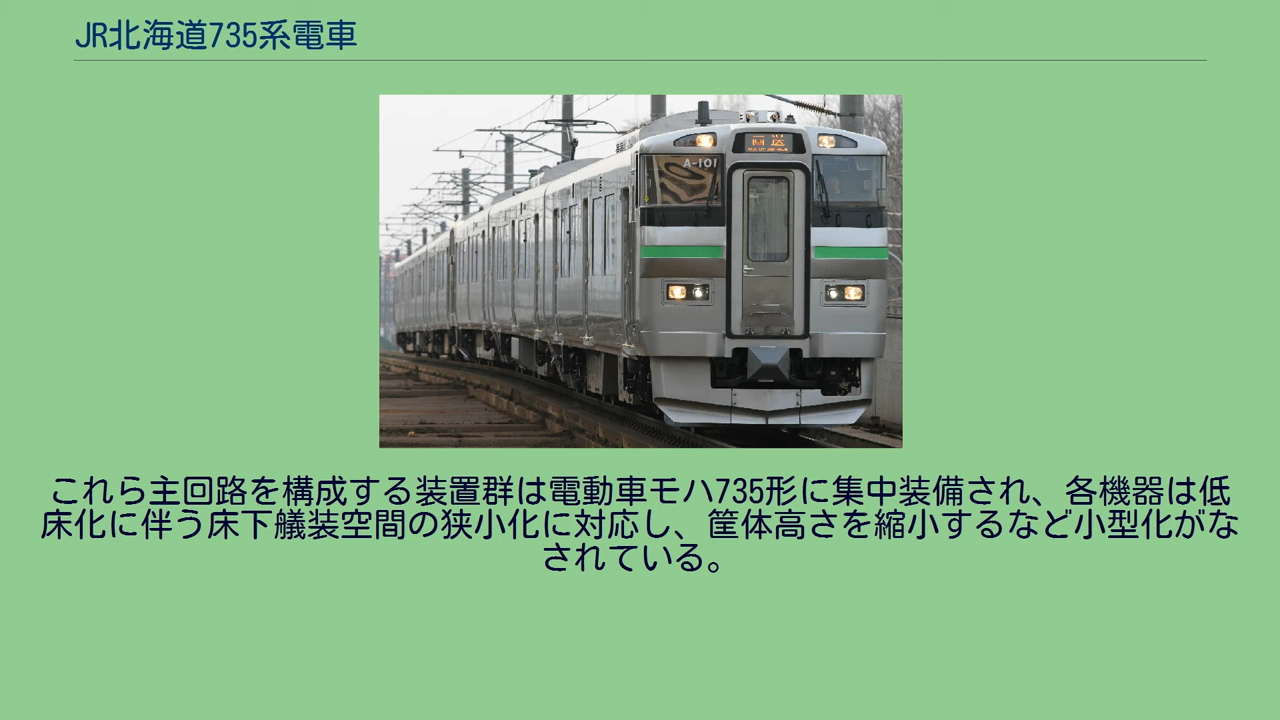 JR北海道735系電車
A-101
回送
これら主回路を構成する装置群は電動車モハ735形に集中装備され、各機器は低
床化に伴う床下艤装空間の狭小化に対応し、筐体高さを縮小するなど小型化がな
されている。